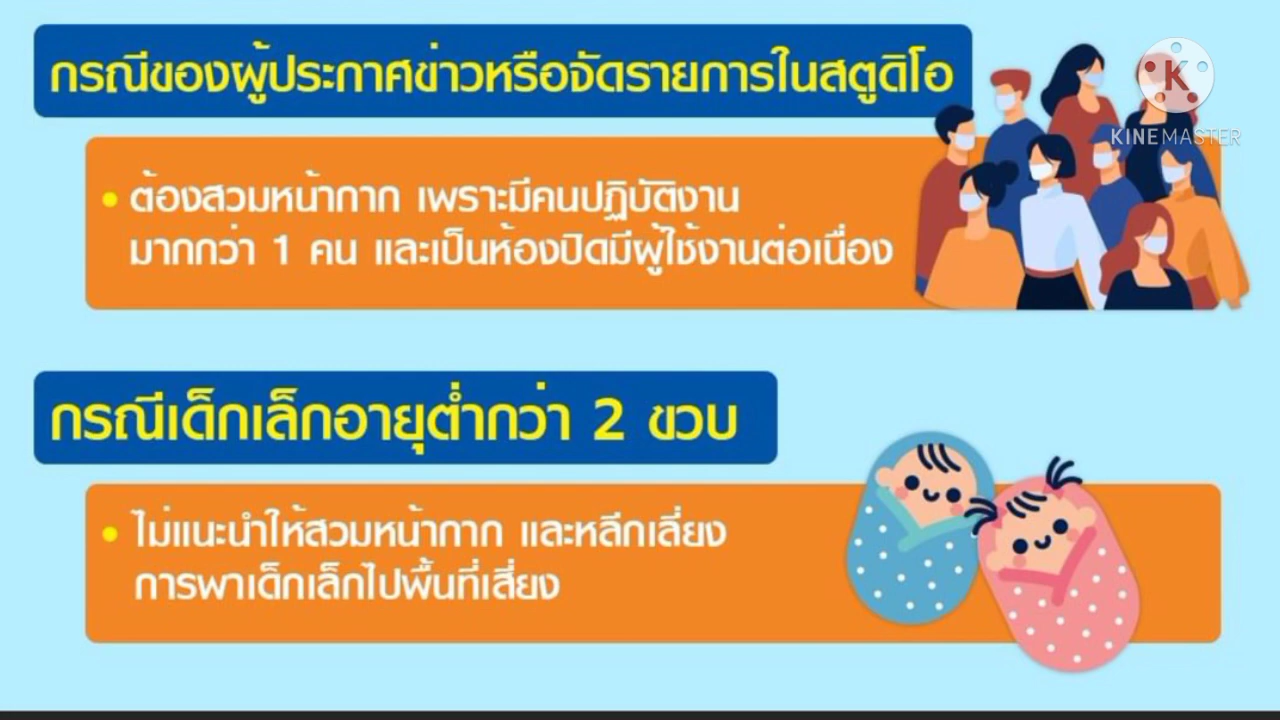 กรณีของผู้ประกาศข่าวหรือจัดรายการในสตูดิโอ
K
KINEMASTER
• ต้องสวมหน้ากาก เพราะมีคนปฏิบัติงาน
มากกว่า 1 คน และเป็นห้องปิดมีผู้ใช้งานต่อเนื่อง
กรณีเด็กเล็กอายุต่ำกว่า 2 ขวบ
• ไม่แนะนำให้สวมหน้ากาก และหลีกเลี่ยง
การพาเด็กเล็กไปพื้นที่เสี่ยง